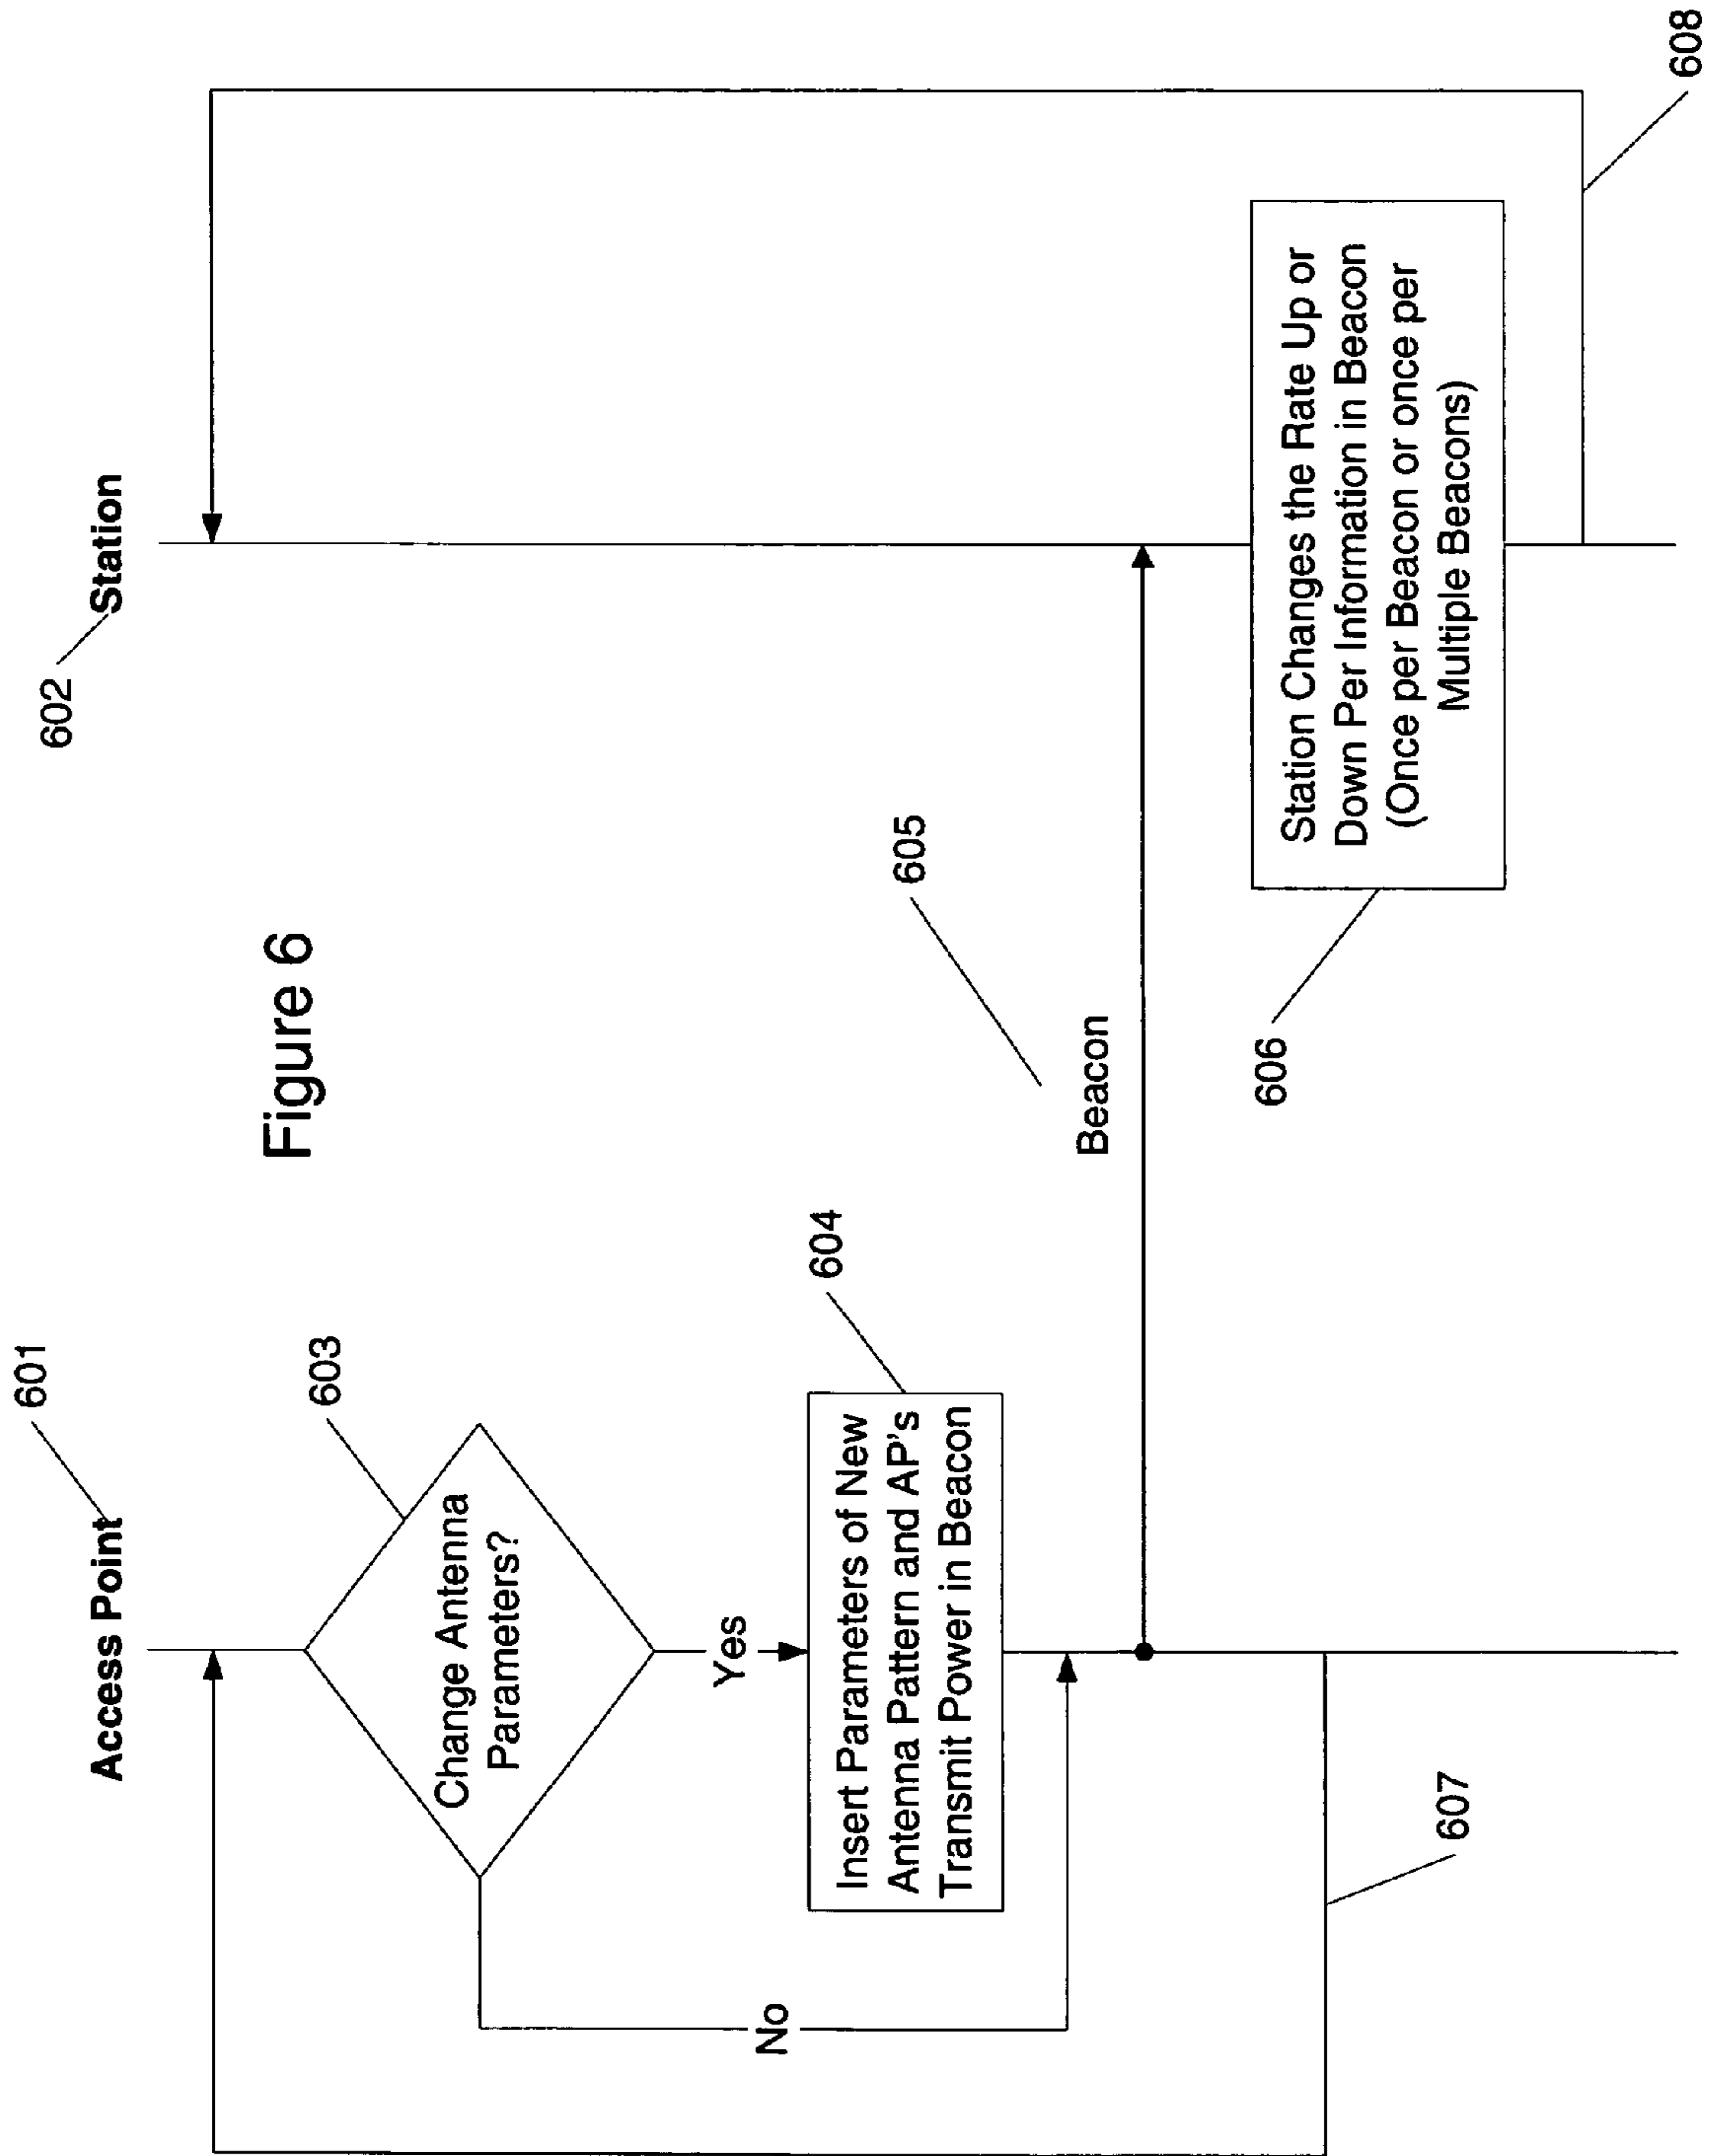 Figure 6
601
Access Point
602
Station
603
Change Antenna
Parameters?
Yes
No
604
Insert Parameters of New
Antenna Pattern and AP's
Transmit Power in Beacon
605
Beacon
606
Station Changes the Rate Up or
Down Per Information in Beacon
(Once per Beacon or once per
Multiple Beacons)
607
608